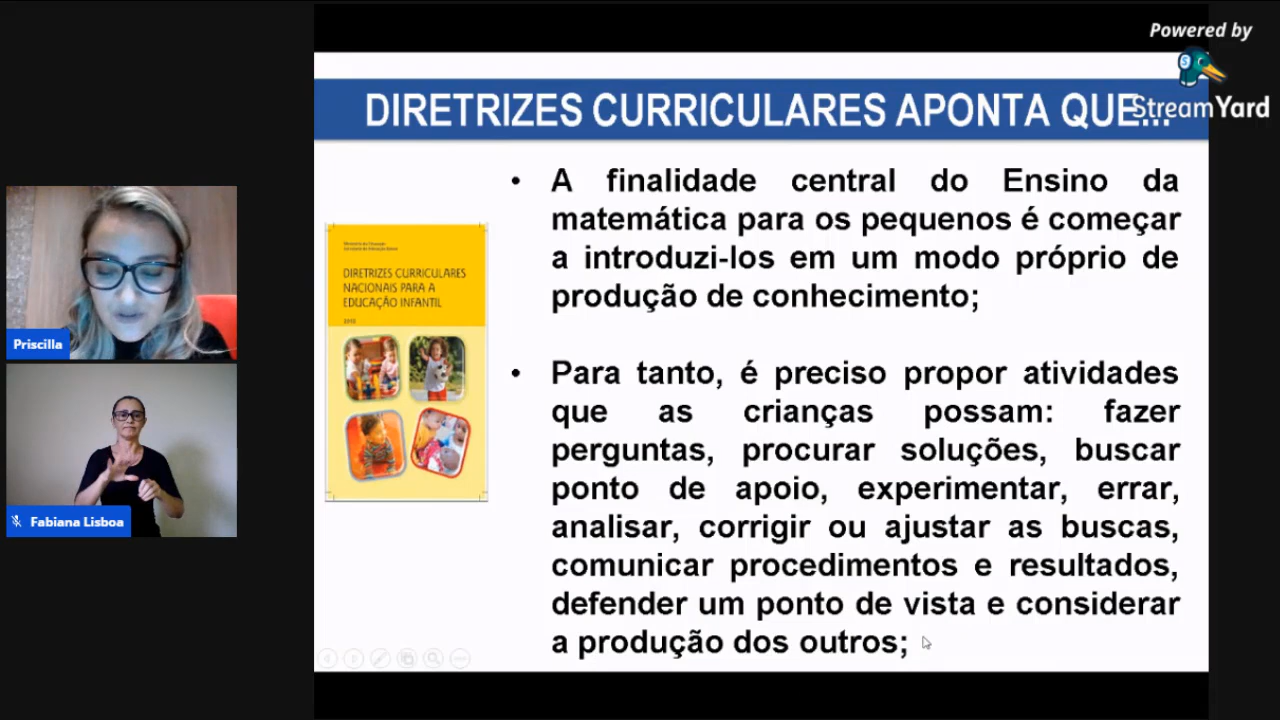 Powered by
StreamYard
DIRETRIZES CURRICULARES APONTA QUE...
A finalidade central do Ensino da
matemática para os pequenos é começar
a introduzi-los em um modo próprio de
produção de conhecimento;
Para tanto, é preciso propor atividades
que as crianças possam: fazer
perguntas, procurar soluções, buscar
ponto de apoio, experimentar, errar,
analisar, corrigir ou ajustar as buscas,
comunicar procedimentos e resultados,
defender um ponto de vista e considerar
a produção dos outros;
Ministério da Educação
Secretaria de Educação Básica
DIRETRIZES CURRICULARES
NACIONAIS PARA A
EDUCAÇÃO INFANTIL
Priscilla
Fabiana Lisboa